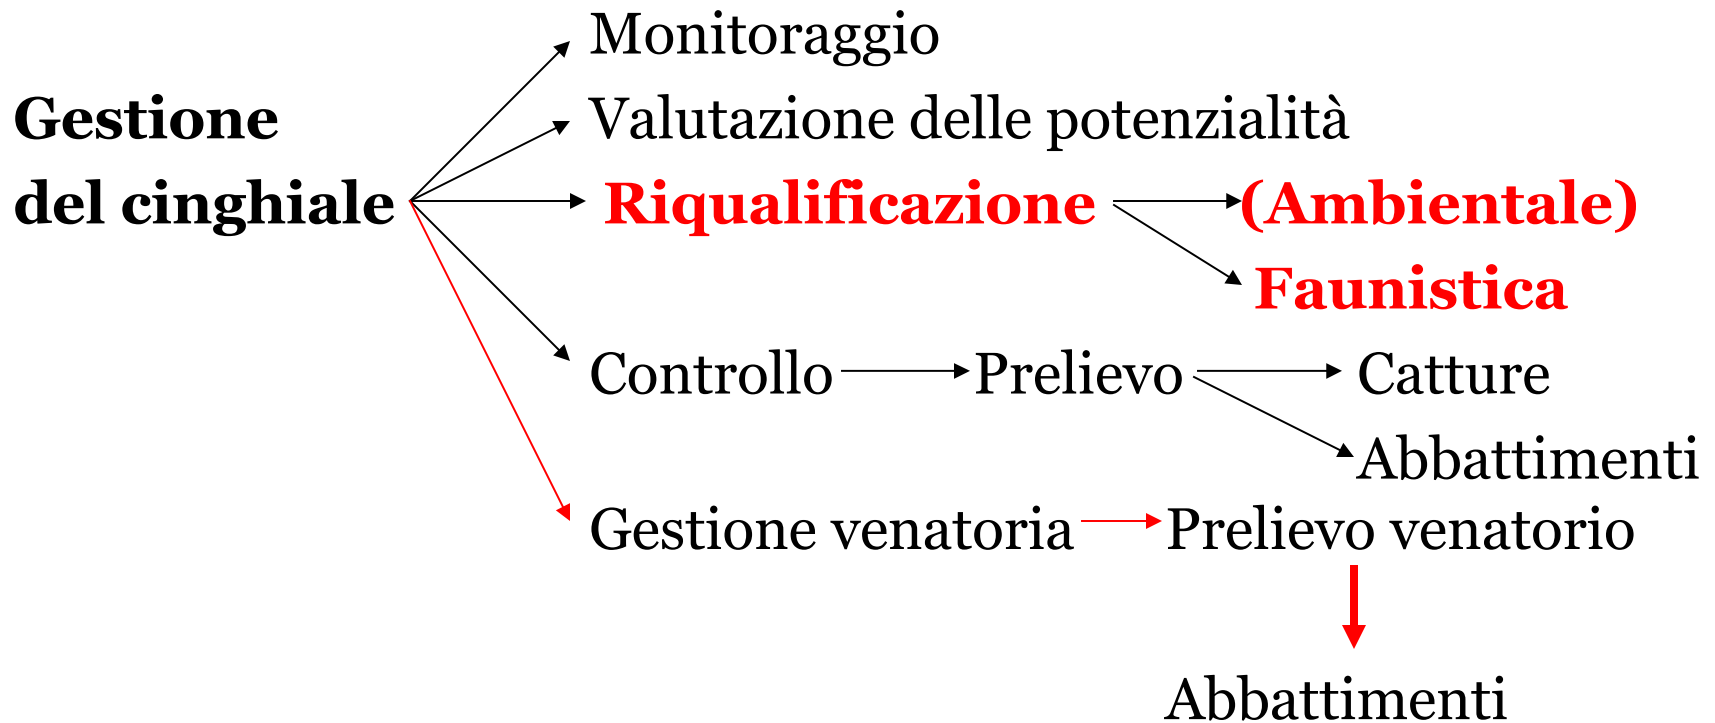 Monitoraggio
Gestione Valutazione delle potenzialità
del cinghiale Riqualificazione (Ambientale)
Faunistica
Controllo Prelievo Catture
Abbattimenti
Gestione venatoria Prelievo venatorio
Abbattimenti